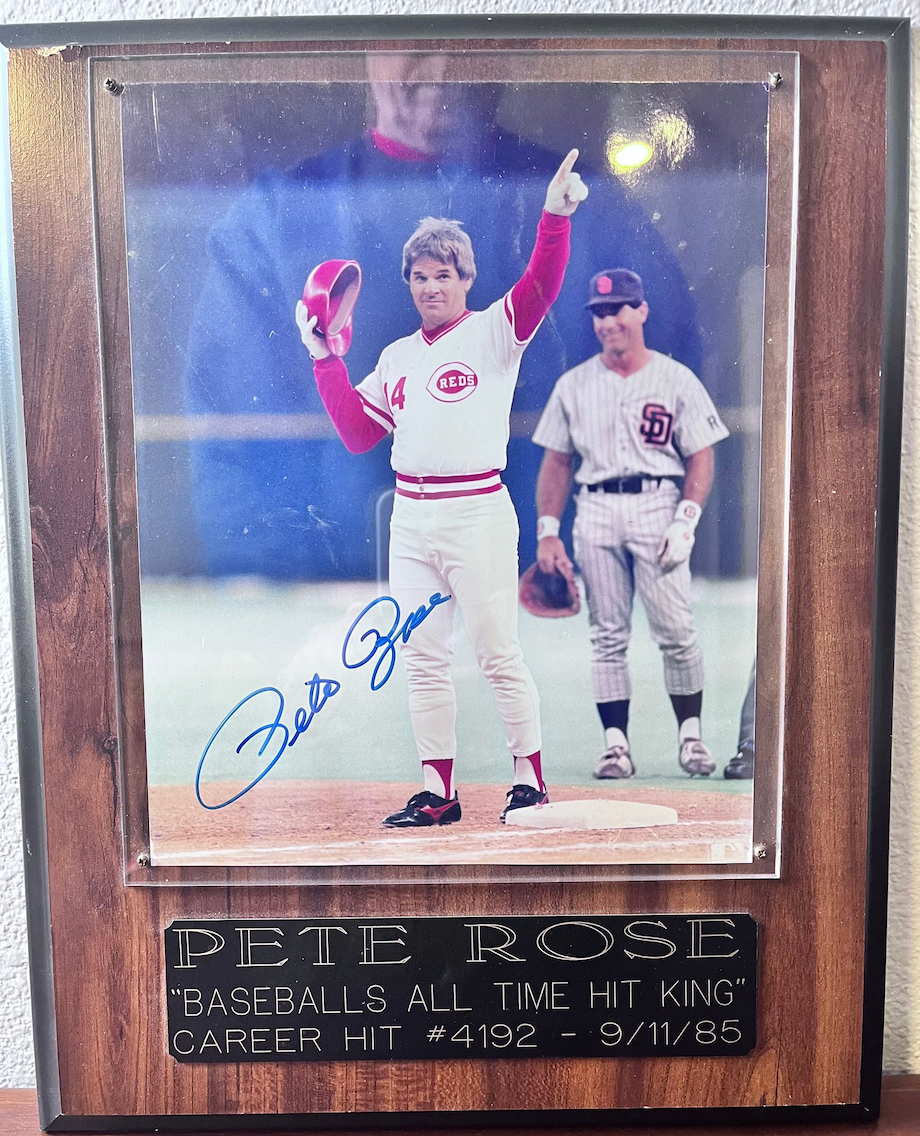 14
REDS
SD
R
Pete Rose
PETE ROSE
"BASEBALLS ALL TIME HIT KING"
CAREER HIT #4192 - 9/11/85